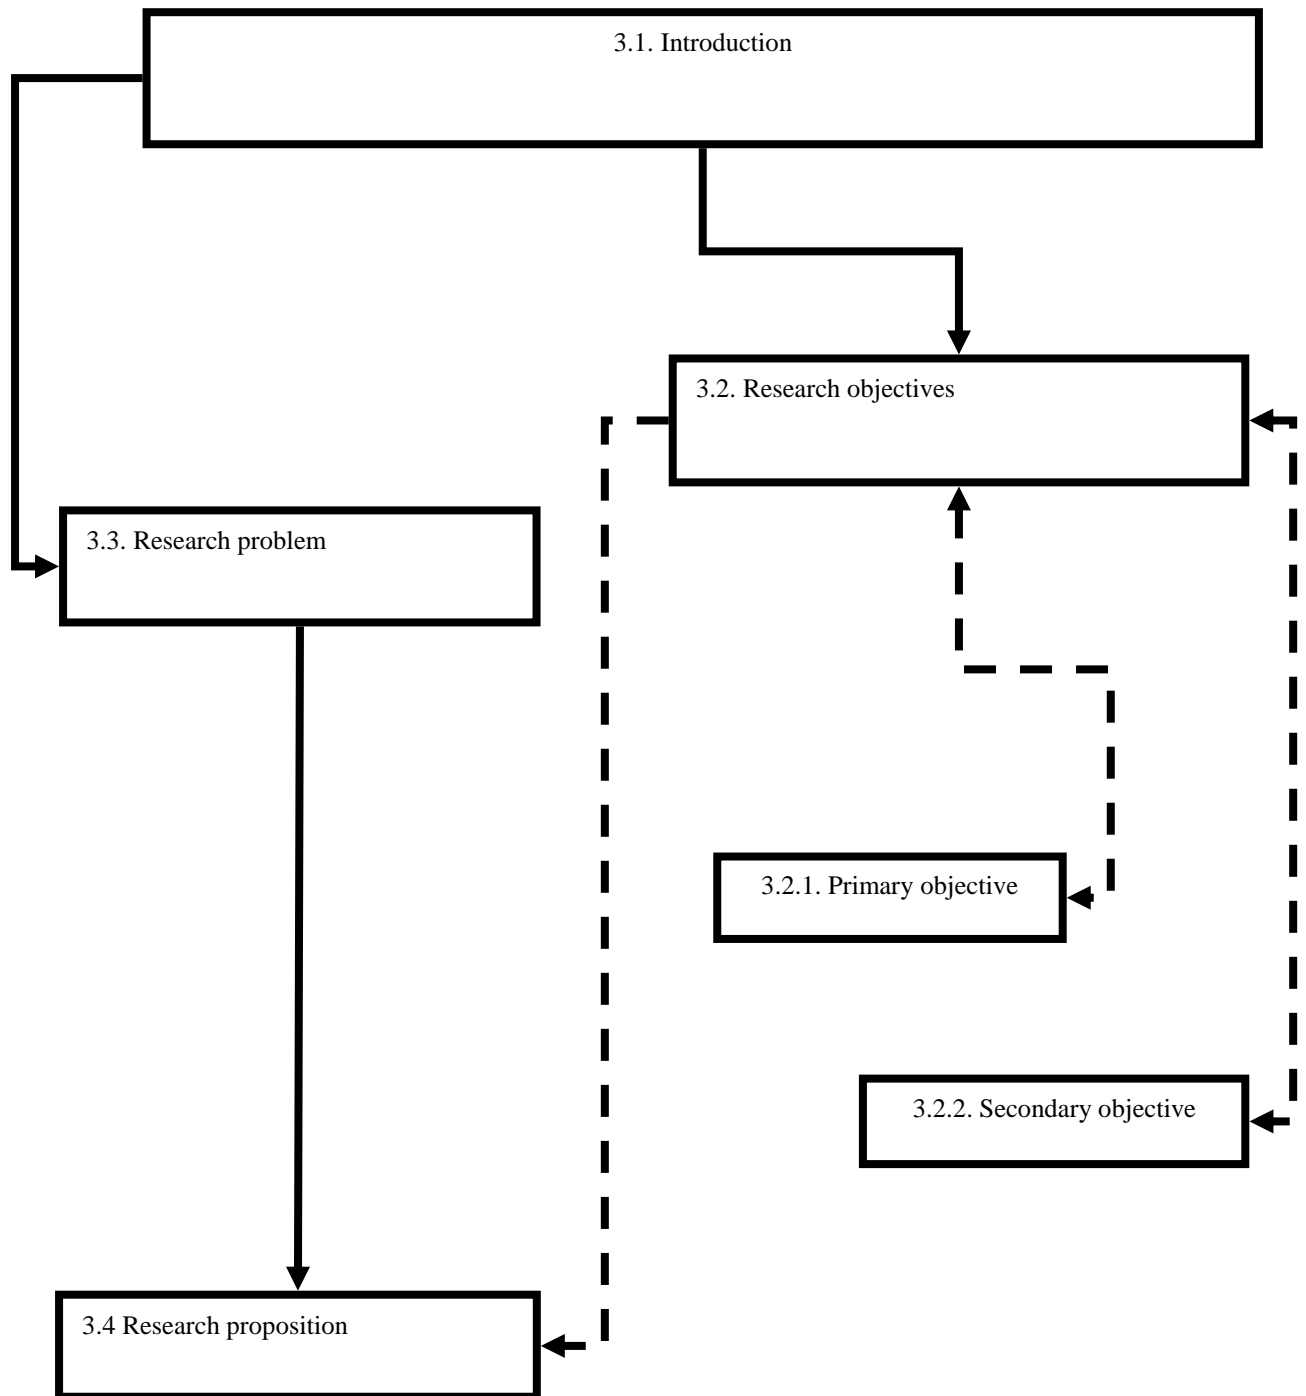 3.1. Introduction
3.2. Research objectives
3.3. Research problem
3.2.1. Primary objective
3.2.2. Secondary objective
3.4 Research proposition